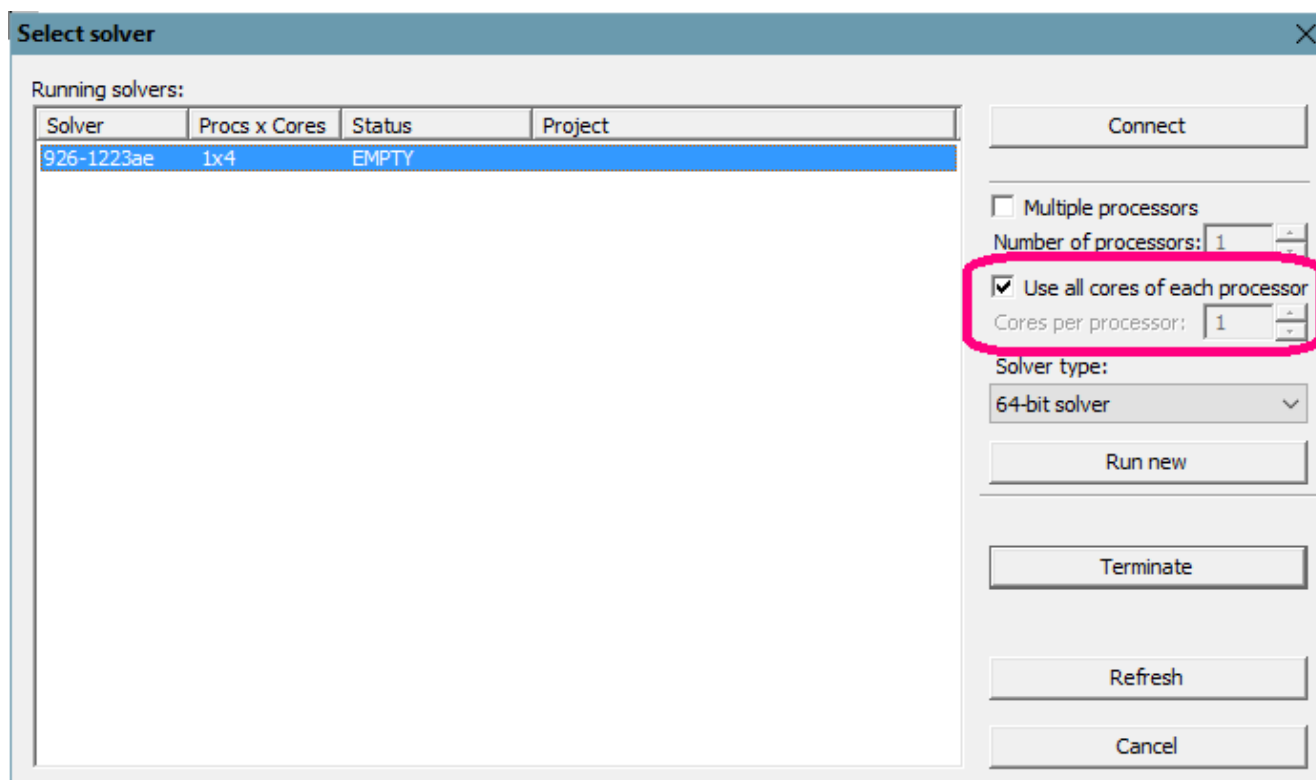 Select solver
Running solvers:
Solver Procs x Cores Status Project
926-1223ae 1x4 EMPTY
Connect
Multiple processors
Number of processors: 1
Use all cores of each processor
Cores per processor: 1
Solver type:
64-bit solver
Run new
Terminate
Refresh
Cancel